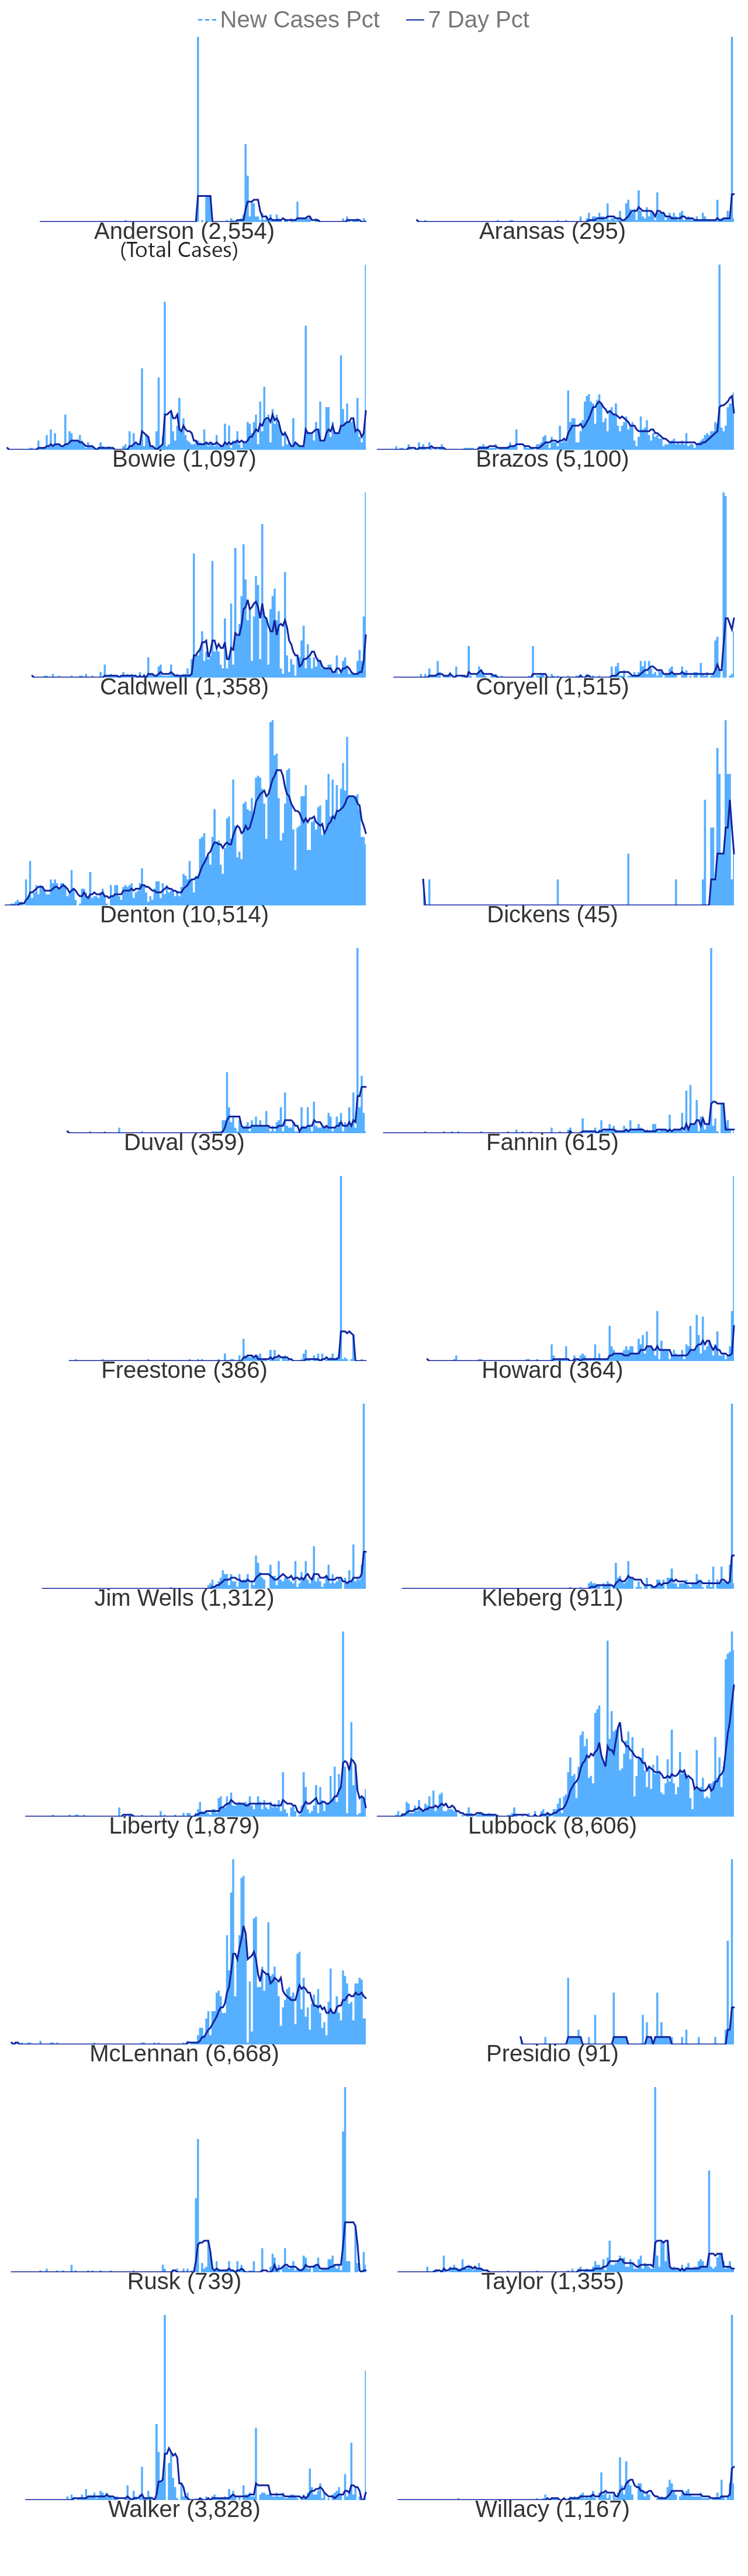 New Cases Pct 7 Day Pct
Anderson (2,554) Aransas (295)
(Total Cases)
Bowie (1,097) Brazos (5,100)
Caldwell (1,358) Coryell (1,515)
Denton (10,514) Dickens (45)
Duval (359) Fannin (615)
Freestone (386) Howard (364)
Jim Wells (1,312) Kleberg (911)
Liberty (1,879) Lubbock (8,606)
McLennan (6,668) Presidio (91)
Rusk (739) Taylor (1,355)
Walker (3,828) Willacy (1,167)